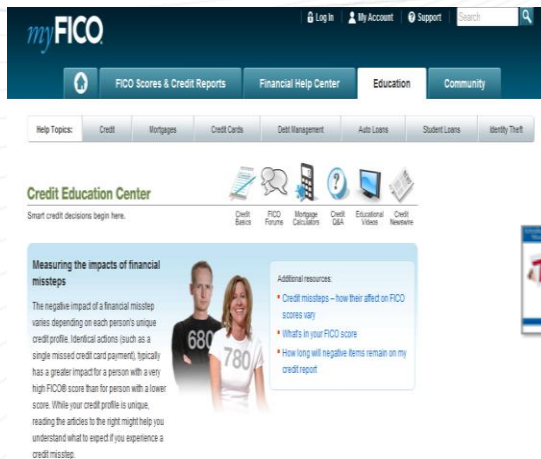 Log In My Account Support Search
myFICO
FICO Scores & Credit Reports Financial Help Center Education Community
Help Topics: Credit Mortgages Credit Cards Debt Management Auto Loans Student Loans Identity Theft
Credit Education Center
Smart credit decisions begin here.
Credit Basics
FICO Forums
Mortgage Calculators
Credit Q&A
Educational Videos
Credit Newswire
Measuring the impacts of financial
missteps
The negative impact of a financial misstep
varies depending on each person's unique
credit profile. Identical actions (such as a
single missed credit card payment), typically
has a greater impact for a person with a very
high FICO® score than for person with a lower
score. While your credit profile is unique,
reading the articles to the right might help you
understand what to expect if you experience a
credit misstep.
680
780
Additional resources:
Credit missteps – how their affect on FICO
scores vary
What's in your FICO score
How long will negative items remain on my
credit report